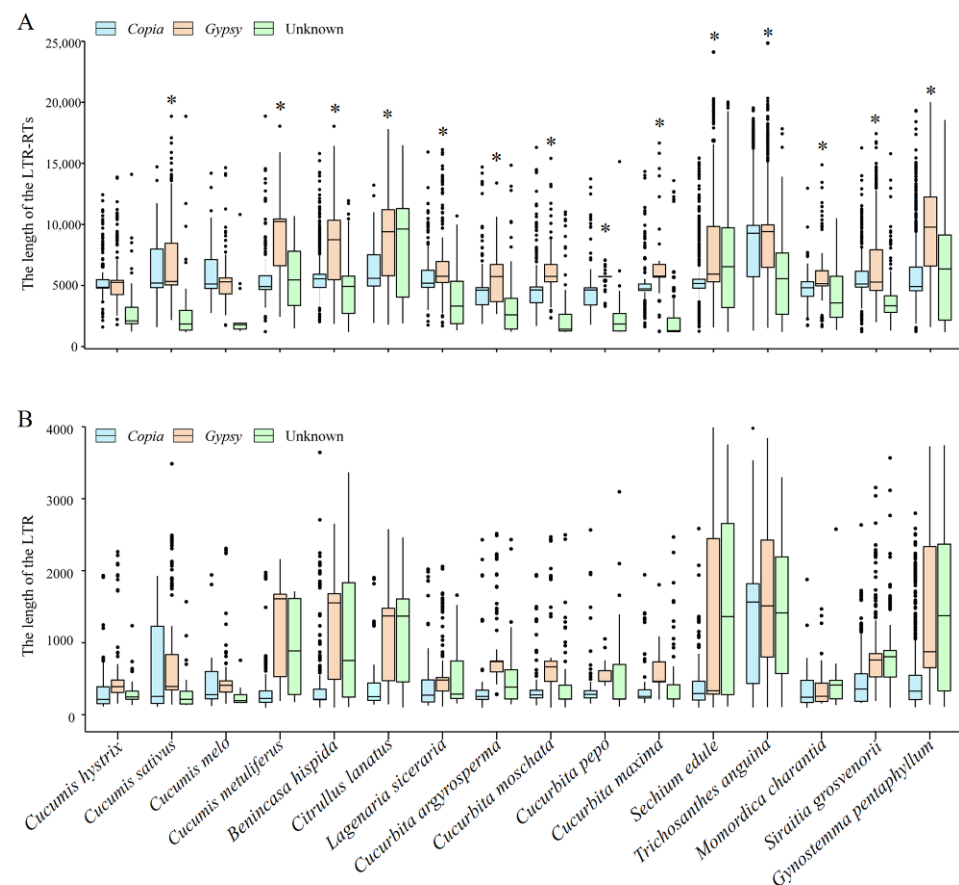 A
Copia Gypsy Unknown
The length of the LTR-RTs
25,000
20,000
15,000
10,000
5000
0
* * * * * * * * * * * * * *
B
Copia Gypsy Unknown
The length of the LTR
4000
3000
2000
1000
0
Cucumis hystrix
Cucumis sativus
Cucumis melo
Cucumis metuliferus
Benincasa hispida
Citrullus lanatus
Lagenaria siceraria
Cucurbita argyrosperma
Cucurbita moschata
Cucurbita pepo
Cucurbita maxima
Sechium edule
Trichosanthes anguina
Momordica charantia
Siraitia grosvenorii
Gynostemma pentaphyllum